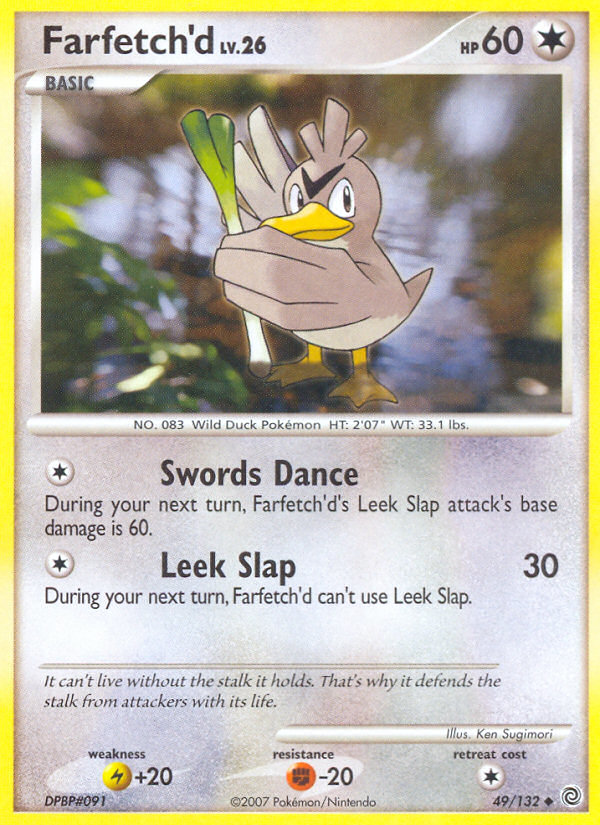 Farfetch'd LV.26 HP 60
BASIC
NO. 083 Wild Duck Pokémon HT: 2'07" WT: 33.1 lbs.
Swords Dance
During your next turn, Farfetch'd's Leek Slap attack's base
damage is 60.
Leek Slap 30
During your next turn, Farfetch'd can't use Leek Slap.
It can't live without the stalk it holds. That's why it defends the
stalk from attackers with its life.
Illus. Ken Sugimori
weakness resistance retreat cost
+20 -20
DPBP#091 ©2007 Pokémon/Nintendo 49/132